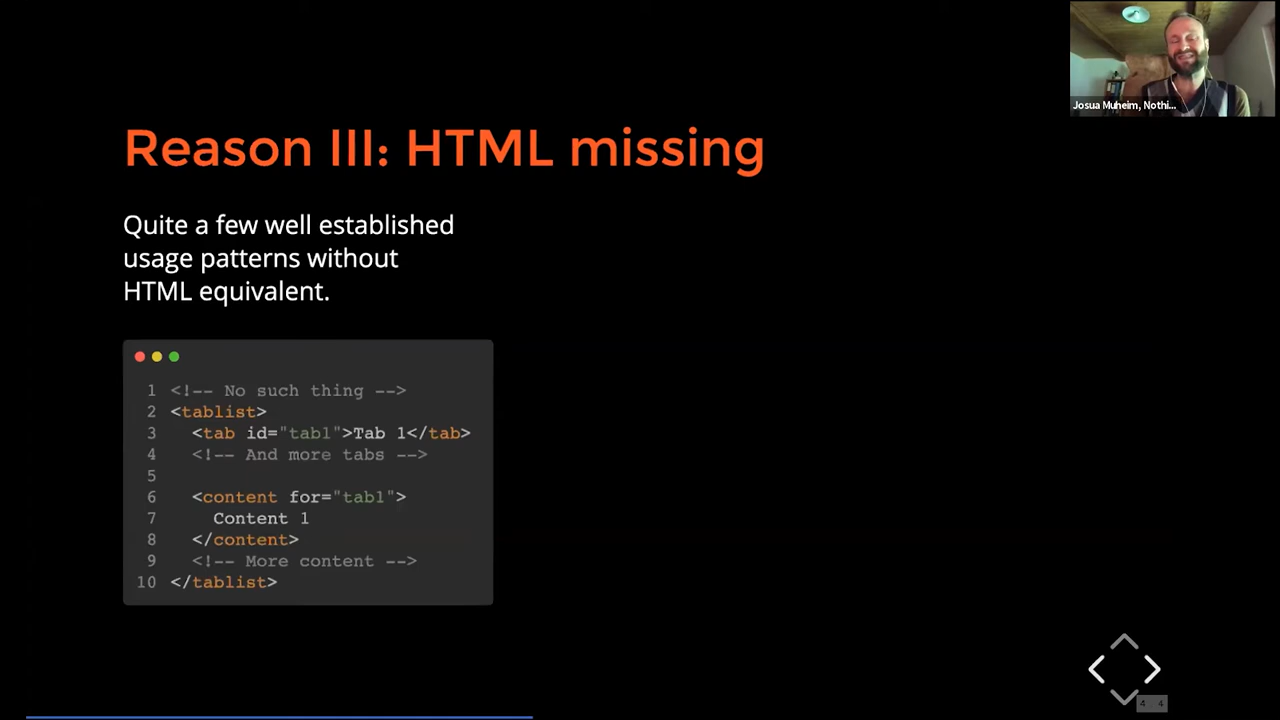 Josua Muheim, Nothi...
Reason III: HTML missing
Quite a few well established
usage patterns without
HTML equivalent.
1 <!-- No such thing -->
2 <tablist>
3 <tab id="tab1">Tab 1</tab>
4 <!-- And more tabs -->
5
6 <content for="tab1">
7 Content 1
8 </content>
9 <!-- More content -->
10 </tablist>
4 4